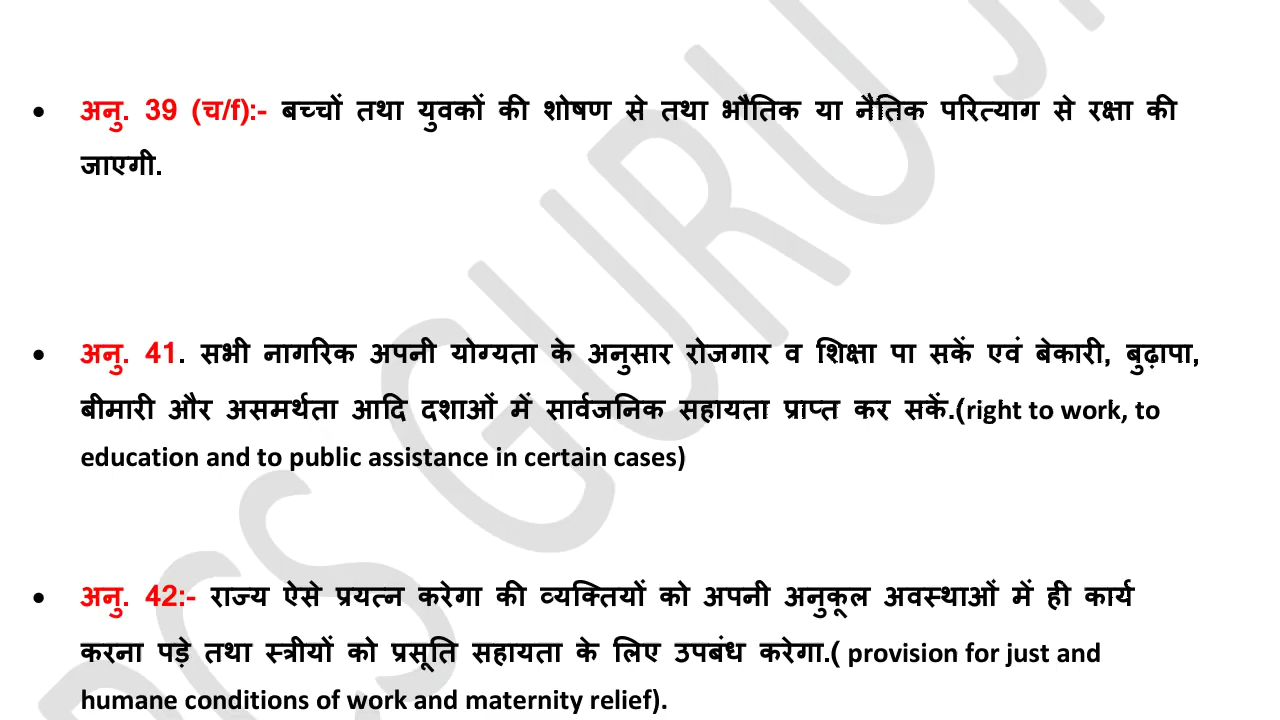 • अनु. 39 (च/f):- बच्चों तथा युवकों की शोषण से तथा भौतिक या नैतिक परित्याग से रक्षा की
जाएगी.
• अनु. 41. सभी नागरिक अपनी योग्यता के अनुसार रोजगार व शिक्षा पा सकें एवं बेकारी, बुढ़ापा,
बीमारी और असमर्थता आदि दशाओं में सार्वजनिक सहायता प्राप्त कर सकें.(right to work, to
education and to public assistance in certain cases)
• अनु. 42:- राज्य ऐसे प्रयत्न करेगा की व्यक्तियों को अपनी अनुकूल अवस्थाओं में ही कार्य
करना पड़े तथा स्त्रीयों को प्रसूति सहायता के लिए उपबंध करेगा.( provision for just and
humane conditions of work and maternity relief).
PCS GURU JI